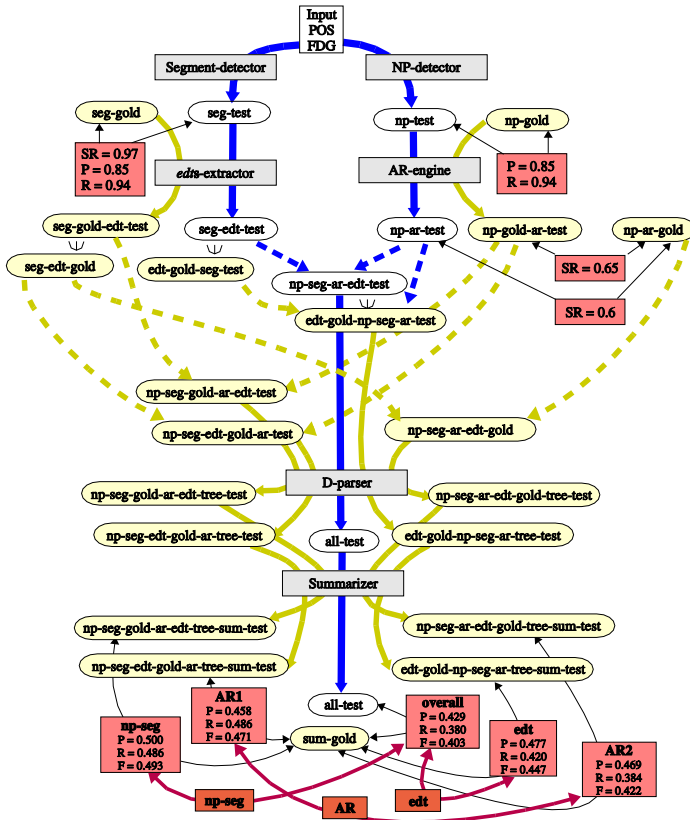 Input
POS
FDG
Segment-detector
NP-detector
seg-gold
seg-test
np-test
np-gold
SR = 0.97
P = 0.85
R = 0.94
edts-extractor
AR-engine
P = 0.85
R = 0.94
seg-gold-edt-test
seg-edt-test
np-ar-test
np-gold-ar-test
np-ar-gold
seg-edt-gold
edt-gold-seg-test
SR = 0.65
np-seg-ar-edt-test
SR = 0.6
edt-gold-np-seg-ar-test
np-seg-gold-ar-edt-test
np-seg-edt-gold-ar-test
np-seg-ar-edt-gold
D-parser
np-seg-gold-ar-edt-tree-test
np-seg-ar-edt-gold-tree-test
np-seg-edt-gold-ar-tree-test
all-test
edt-gold-np-seg-ar-tree-test
Summarizer
np-seg-gold-ar-edt-tree-sum-test
np-seg-ar-edt-gold-tree-sum-test
np-seg-edt-gold-ar-tree-sum-test
edt-gold-np-seg-ar-tree-sum-test
AR1
P = 0.458
R = 0.486
F = 0.471
all-test
overall
P = 0.429
R = 0.380
F = 0.403
np-seg
P = 0.500
R = 0.486
F = 0.493
sum-gold
edt
P = 0.477
R = 0.420
F = 0.447
AR2
P = 0.469
R = 0.384
F = 0.422
np-seg
AR
edt